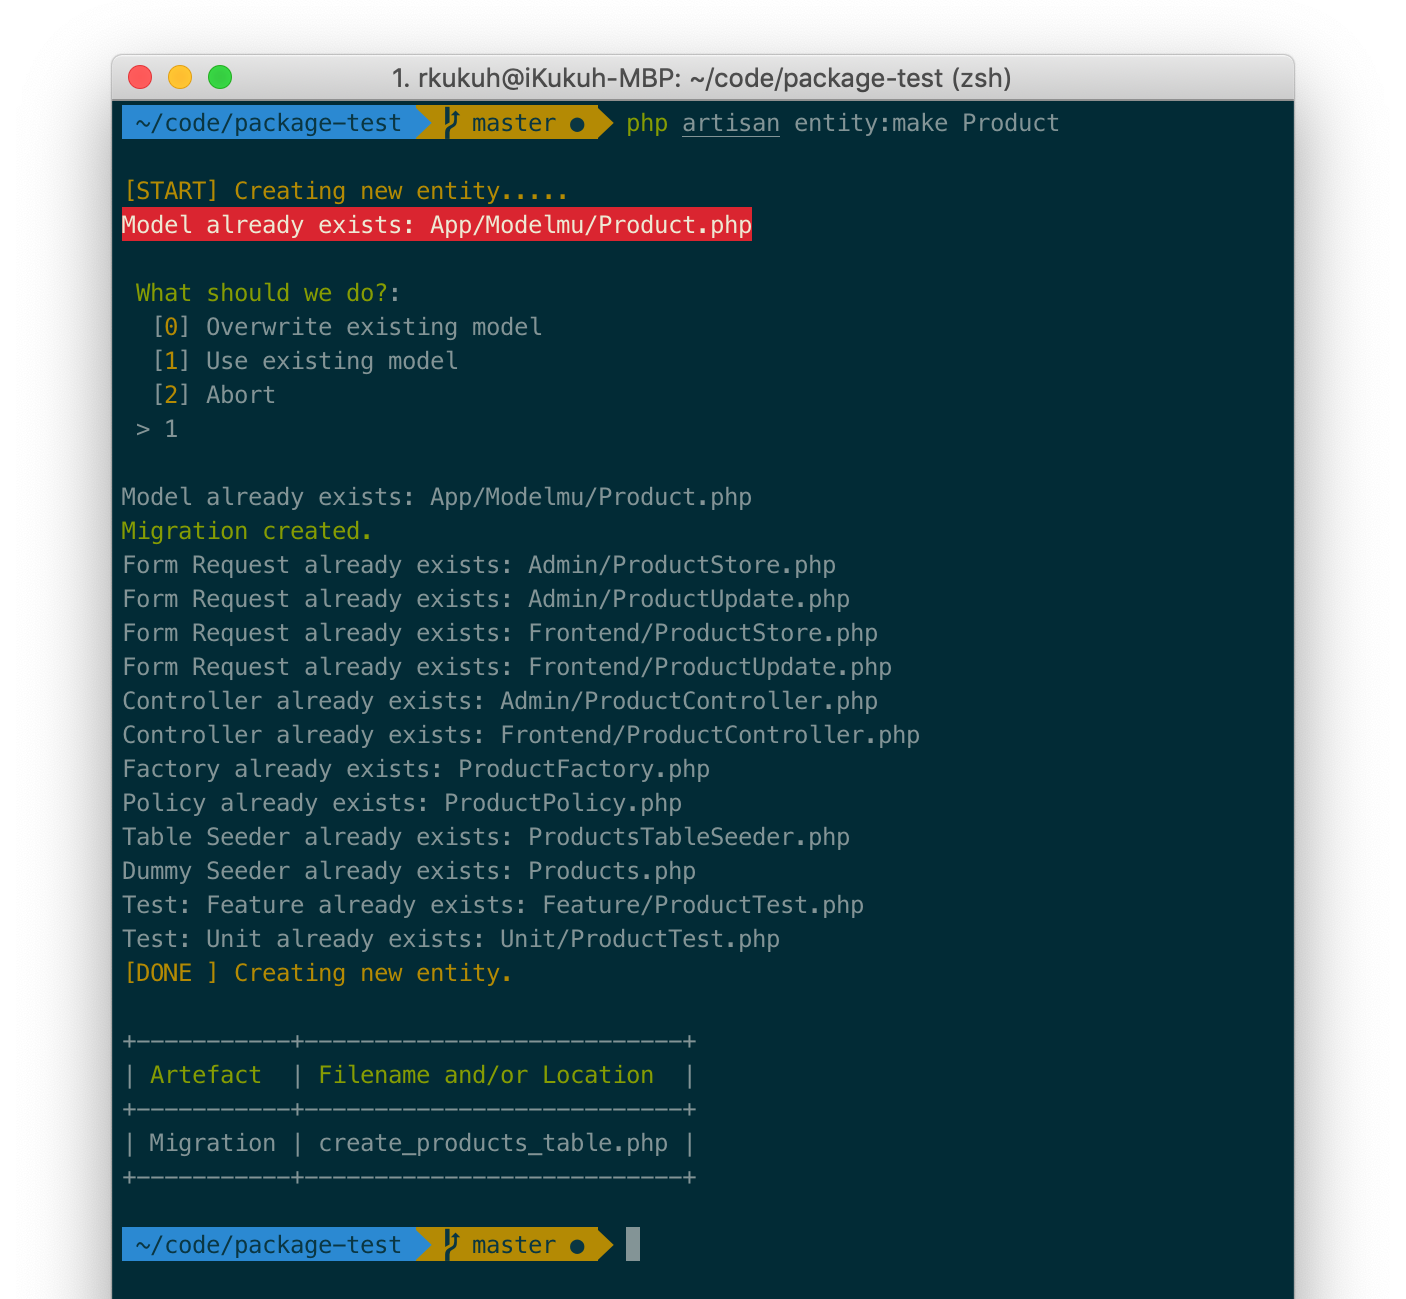 1. rkukuh@iKukuh-MBP: ~/code/package-test (zsh)
~/code/package-test master ● php artisan entity:make Product
[START] Creating new entity.....
Model already exists: App/Modelmu/Product.php
What should we do?:
[0] Overwrite existing model
[1] Use existing model
[2] Abort
> 1
Model already exists: App/Modelmu/Product.php
Migration created.
Form Request already exists: Admin/ProductStore.php
Form Request already exists: Admin/ProductUpdate.php
Form Request already exists: Frontend/ProductStore.php
Form Request already exists: Frontend/ProductUpdate.php
Controller already exists: Admin/ProductController.php
Controller already exists: Frontend/ProductController.php
Factory already exists: ProductFactory.php
Policy already exists: ProductPolicy.php
Table Seeder already exists: ProductsTableSeeder.php
Dummy Seeder already exists: Products.php
Test: Feature already exists: Feature/ProductTest.php
Test: Unit already exists: Unit/ProductTest.php
[DONE ] Creating new entity.
+-----------+---------------------------+
| Artefact  | Filename and/or Location  |
+-----------+---------------------------+
| Migration | create_products_table.php |
+-----------+---------------------------+
~/code/package-test master ●